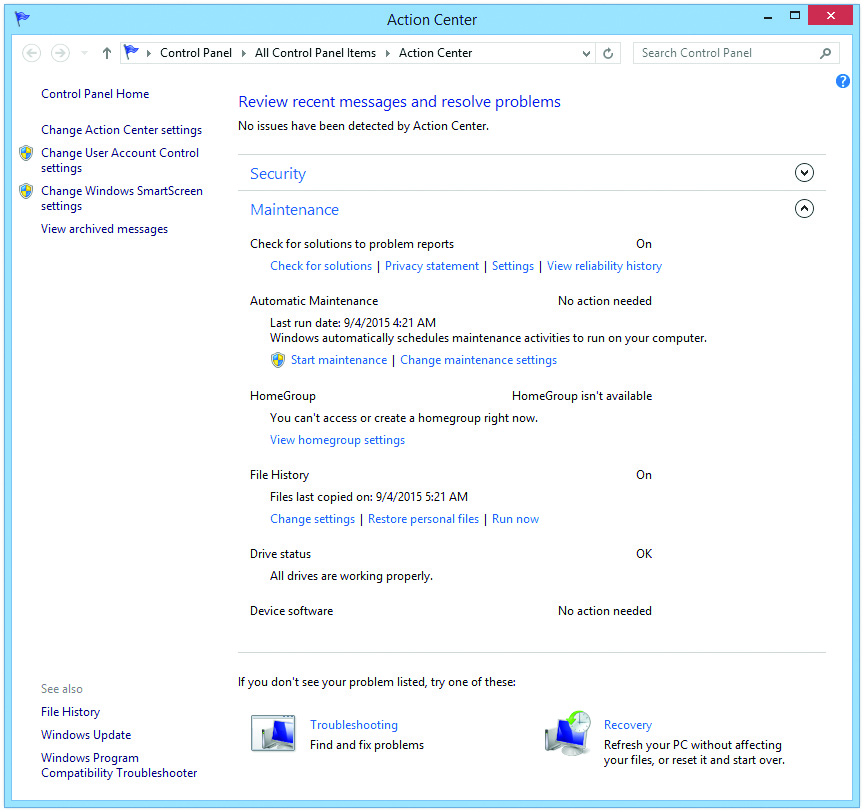 Action Center
Control Panel › All Control Panel Items › Action Center
Search Control Panel
?
Control Panel Home
Change Action Center settings
Change User Account Control
settings
Change Windows SmartScreen
settings
View archived messages
Review recent messages and resolve problems
No issues have been detected by Action Center.
Security
Maintenance
Check for solutions to problem reports On
Check for solutions | Privacy statement | Settings | View reliability history
Automatic Maintenance No action needed
Last run date: 9/4/2015 4:21 AM
Windows automatically schedules maintenance activities to run on your computer.
Start maintenance | Change maintenance settings
HomeGroup HomeGroup isn't available
You can't access or create a homegroup right now.
View homegroup settings
File History On
Files last copied on: 9/4/2015 5:21 AM
Change settings | Restore personal files | Run now
Drive status OK
All drives are working properly.
Device software No action needed
If you don't see your problem listed, try one of these:
Troubleshooting
Find and fix problems
Recovery
Refresh your PC without affecting
your files, or reset it and start over.
See also
File History
Windows Update
Windows Program
Compatibility Troubleshooter